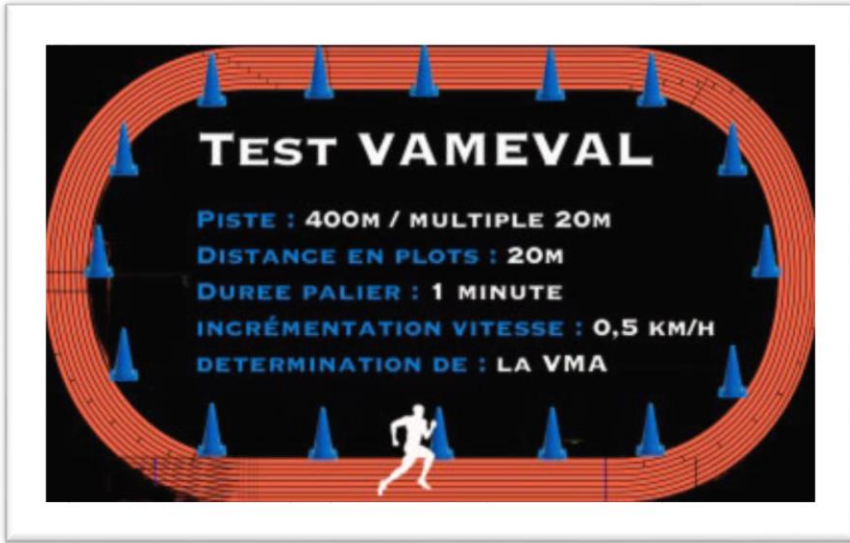 TEST VAMEVAL
PISTE : 400M / MULTIPLE 20M
DISTANCE EN PLOTS : 20M
DUREE PALIER : 1 MINUTE
INCRÉMENTATION VITESSE : 0,5 KM/H
DETERMINATION DE : LA VMA